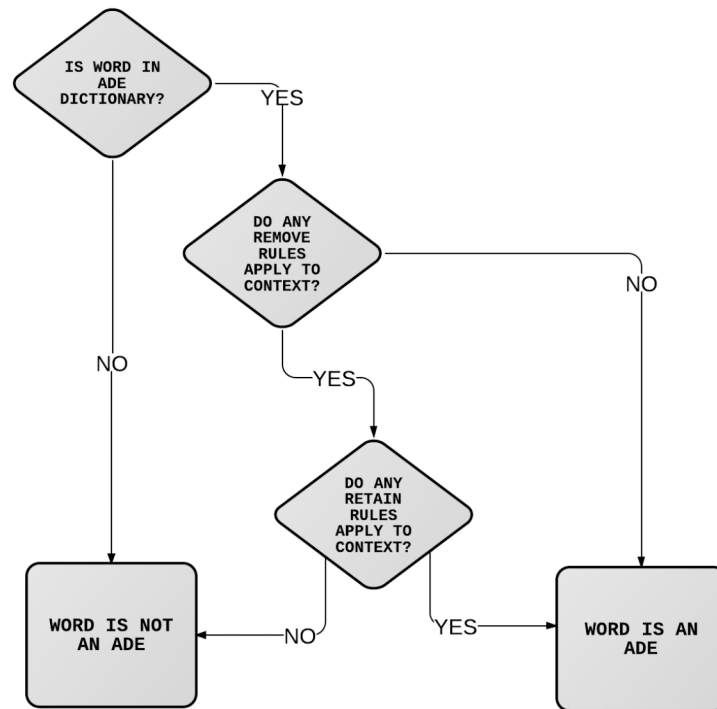 IS WORD IN
ADE
DICTIONARY?
YES
DO ANY
REMOVE
RULES
APPLY TO
CONTEXT?
NO
NO
YES
DO ANY
RETAIN
RULES
APPLY TO
CONTEXT?
WORD IS NOT
AN ADE
NO
YES
WORD IS AN
ADE